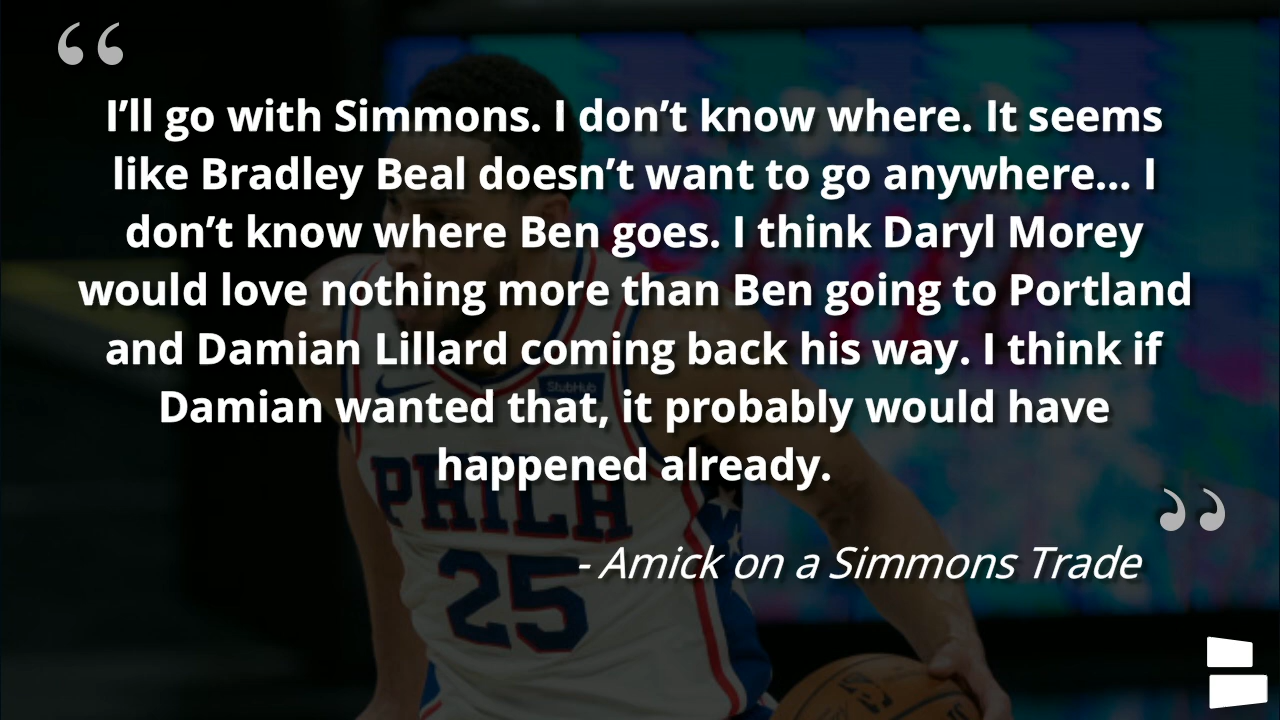 “
I’ll go with Simmons. I don’t know where. It seems
like Bradley Beal doesn’t want to go anywhere... I
don’t know where Ben goes. I think Daryl Morey
would love nothing more than Ben going to Portland
and Damian Lillard coming back his way. I think if
Damian wanted that, it probably would have
happened already.
”
- Amick on a Simmons Trade
StubHub
PHILA
25